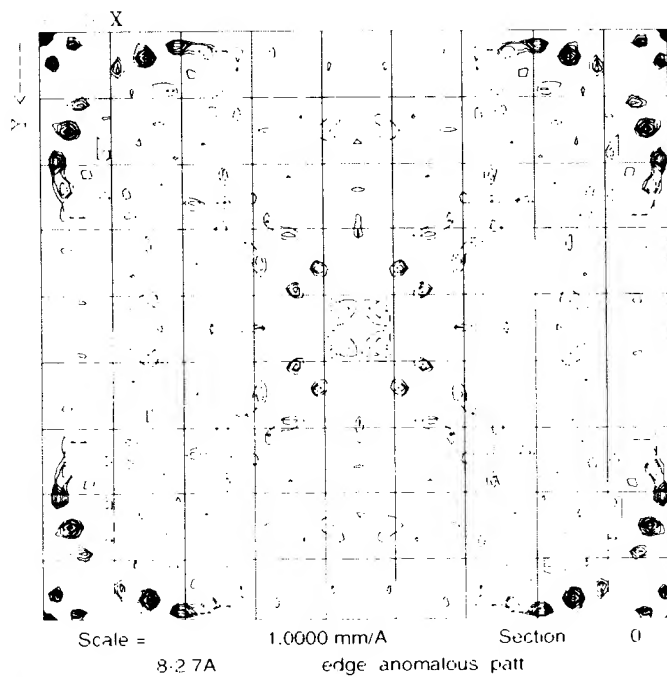 X
Y
Scale = 1.0000 mm/A Section 0
8-2.7A edge anomalous patt